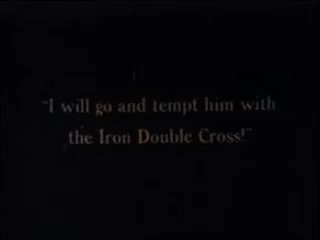 "I will go and tempt him with
the Iron Double Cross!"